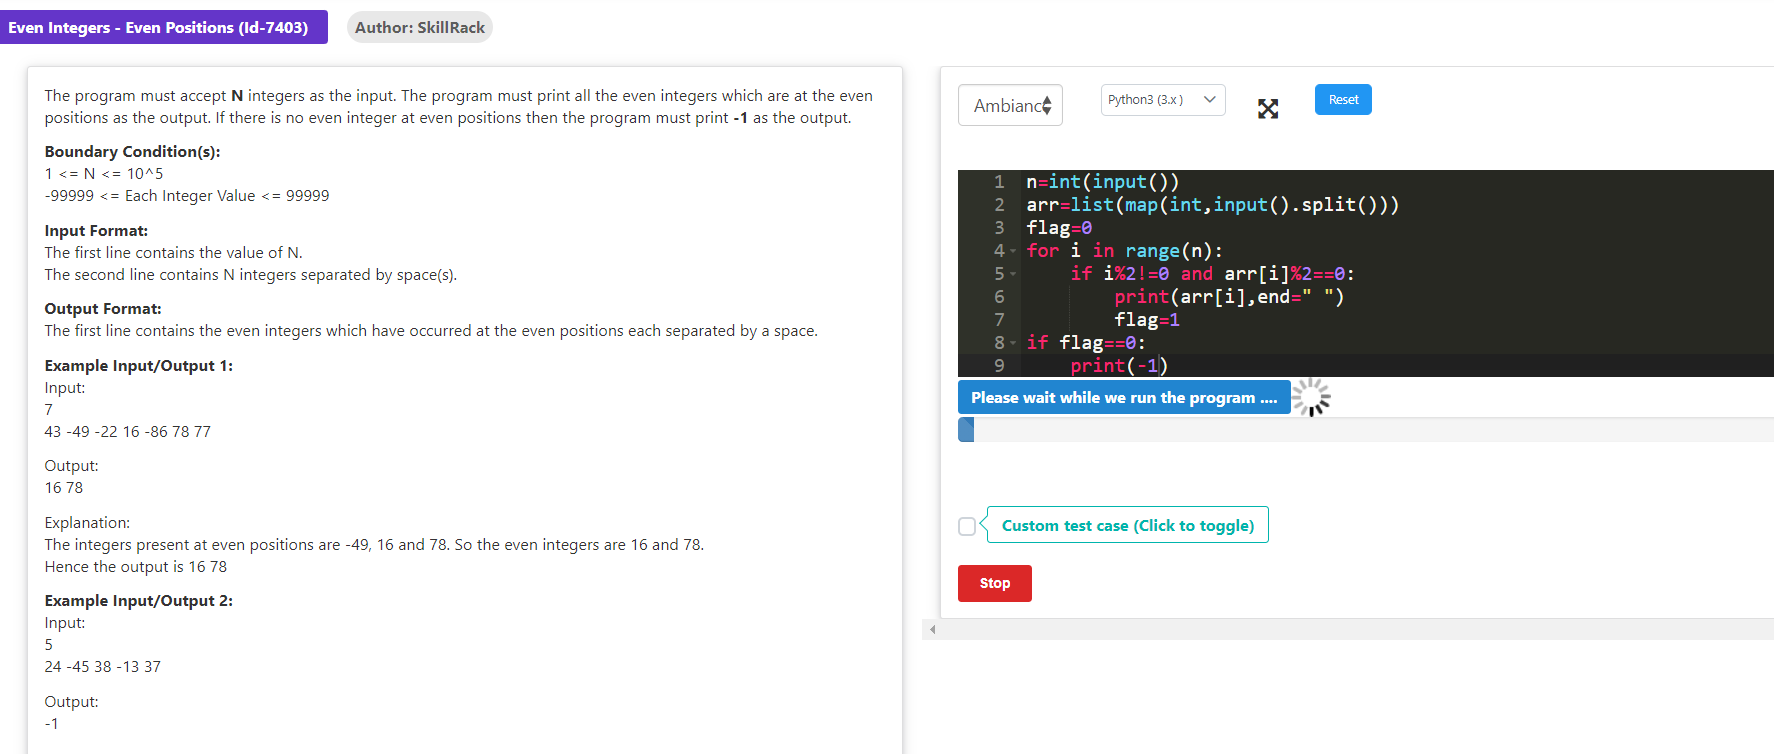 Even Integers - Even Positions (Id-7403)
Author: SkillRack
The program must accept N integers as the input. The program must print all the even integers which are at the even
positions as the output. If there is no even integer at even positions then the program must print -1 as the output.
Boundary Condition(s):
1 <= N <= 10^5
-99999 <= Each Integer Value <= 99999
Input Format:
The first line contains the value of N.
The second line contains N integers separated by space(s).
Output Format:
The first line contains the even integers which have occurred at the even positions each separated by a space.
Example Input/Output 1:
Input:
7
43 -49 -22 16 -86 78 77
Output:
16 78
Explanation:
The integers present at even positions are -49, 16 and 78. So the even integers are 16 and 78.
Hence the output is 16 78
Example Input/Output 2:
Input:
5
24 -45 38 -13 37
Output:
-1
Ambianc
Python3 (3.x)
Reset
1 n=int(input())
2 arr=list(map(int,input().split()))
3 flag=0
4 for i in range(n):
5     if i%2!=0 and arr[i]%2==0:
6         print(arr[i],end=" ")
7         flag=1
8 if flag==0:
9     print(-1)
Please wait while we run the program ....
Custom test case (Click to toggle)
Stop